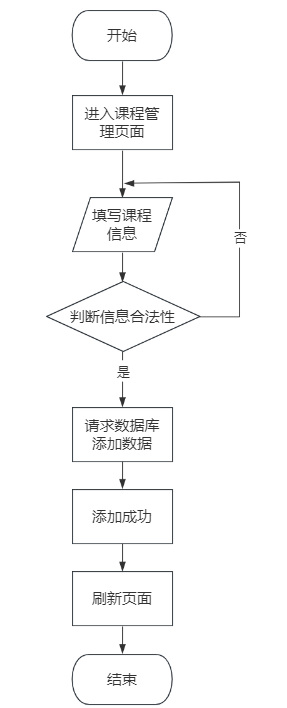 开始
进入课程管
理页面
填写课程
信息
否
判断信息合法性
是
请求数据库
添加数据
添加成功
刷新页面
结束